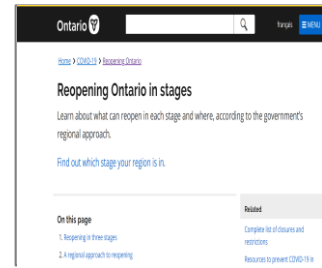 Ontario
français
MENU
Home > COVID-19 > Reopening Ontario
Reopening Ontario in stages
Learn about what can reopen in each stage and where, according to the government's
regional approach.
Find out which stage your region is in.
On this page
1. Reopening in three stages
2. A regional approach to reopening
Related
Complete list of closures and
restrictions
Resources to prevent COVID-19 in